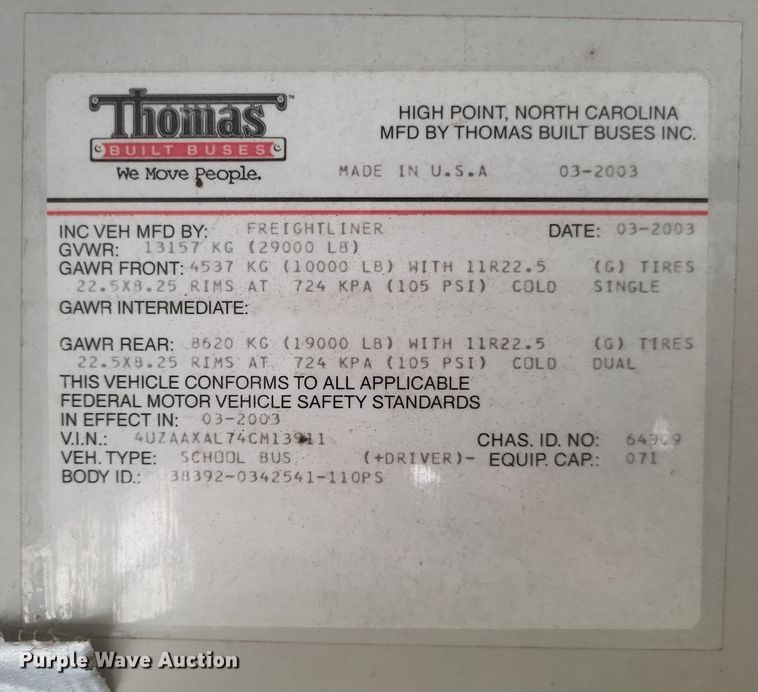 Thomas™
BUILT BUSES
We Move People.
HIGH POINT, NORTH CAROLINA
MFD BY THOMAS BUILT BUSES INC.
MADE IN U.S.A 03-2003
INC VEH MFD BY: FREIGHTLINER DATE: 03-2003
GVWR: 13157 KG (29000 LB)
GAWR FRONT: 4537 KG (10000 LB) WITH 11R22.5 (G) TIRES
22.5X8.25 RIMS AT 724 KPA (105 PSI) COLD SINGLE
GAWR INTERMEDIATE:
GAWR REAR: 8620 KG (19000 LB) WITH 11R22.5 (G) TIRES
22.5X8.25 RIMS AT 724 KPA (105 PSI) COLD DUAL
THIS VEHICLE CONFORMS TO ALL APPLICABLE
FEDERAL MOTOR VEHICLE SAFETY STANDARDS
IN EFFECT IN: 03-2003
V.I.N.: CHAS. ID. NO:
VEH. TYPE: SCHOOL BUS (+DRIVER)- EQUIP. CAP.: 071
BODY ID.: 38392-0342541-110PS
Purple Wave Auction